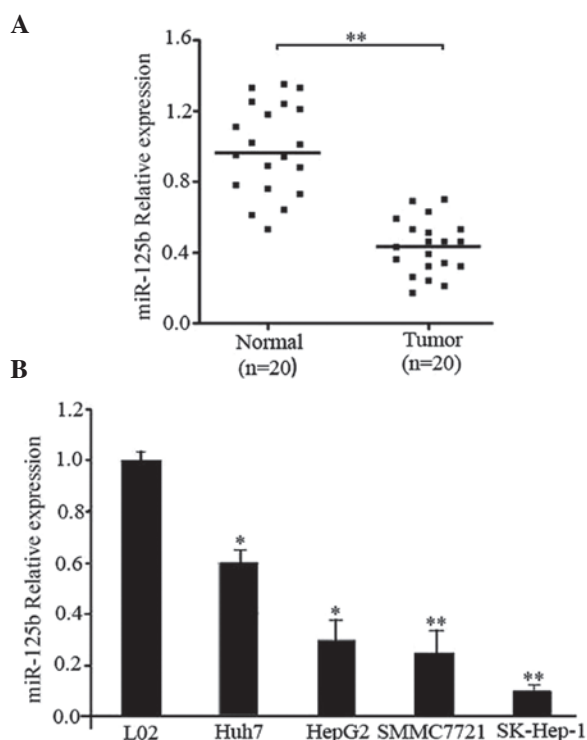 A
miR-125b Relative expression
1.6
1.2
0.8
0.4
0.0
**
Normal
(n=20)
Tumor
(n=20)
B
miR-125b Relative expression
1.2
1.0
0.8
0.6
0.4
0.2
0.0
*
*
**
**
L02
Huh7
HepG2
SMMC7721
SK-Hep-1